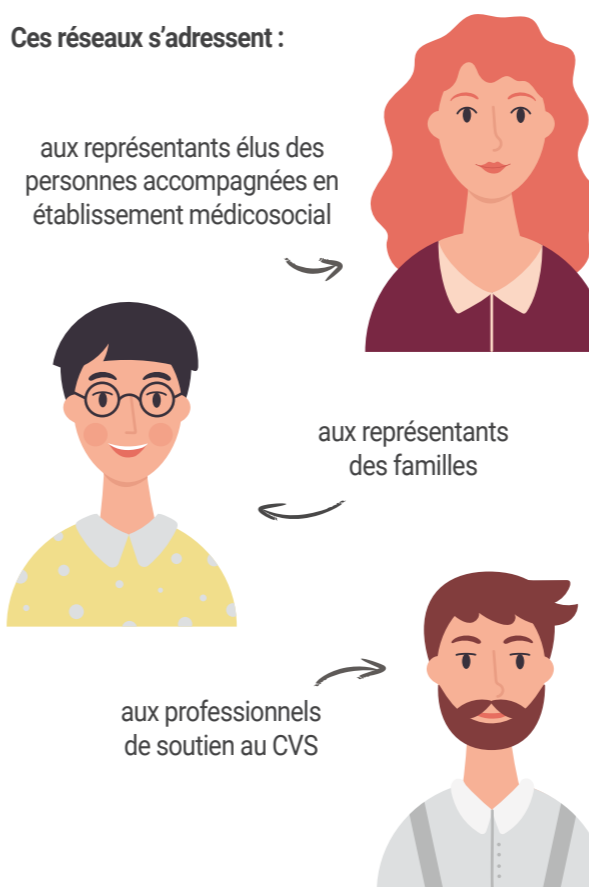 Ces réseaux s’adressent :
aux représentants élus des
personnes accompagnées en
établissement médicosocial
aux représentants
des familles
aux professionnels
de soutien au CVS